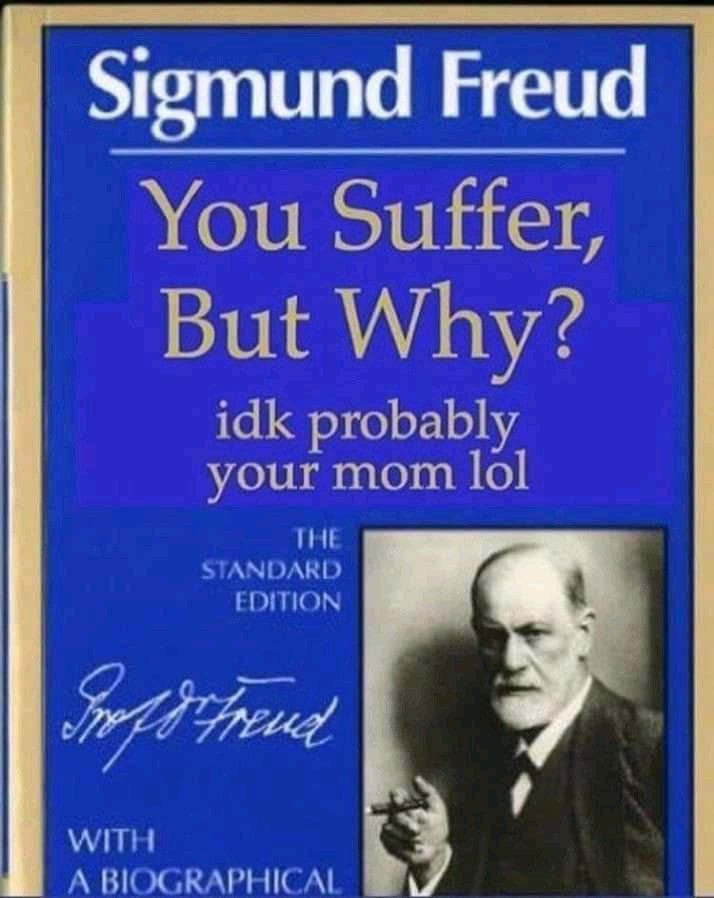 Sigmund Freud
You Suffer,
But Why?
idk probably
your mom lol
THE
STANDARD
EDITION
Prof Dr Freud
WITH
A BIOGRAPHICAL